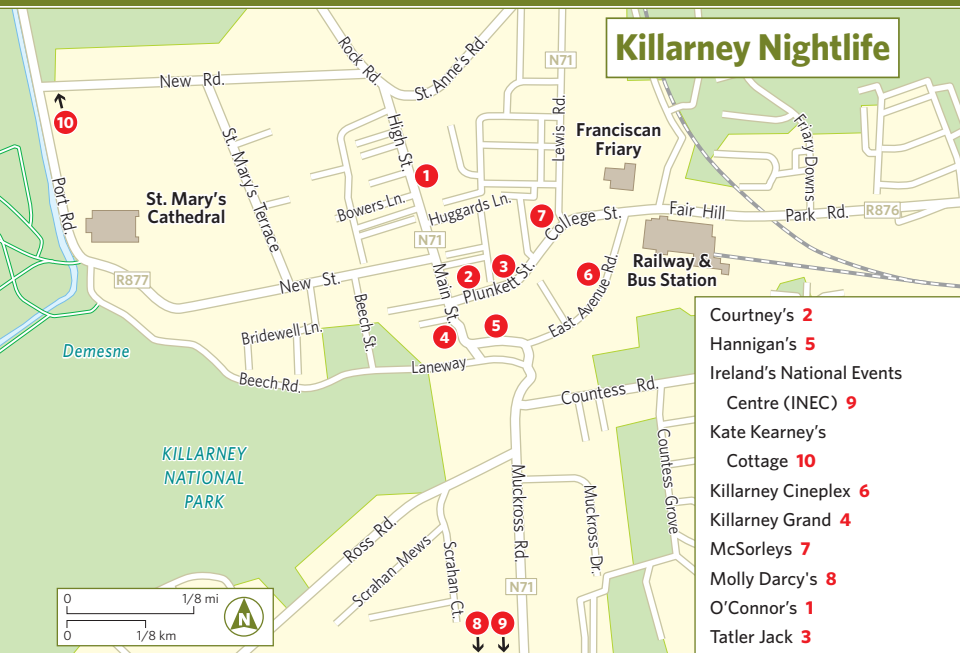 Killarney Nightlife
New Rd.
Rock Rd.
St. Anne's Rd.
N71
Lewis Rd.
Franciscan
Friary
Friary Downs
10
High St.
1
St. Mary's Terrace
Port Rd.
St. Mary's
Cathedral
Bowers Ln.
Huggards Ln.
7
College St.
Fair Hill
Park Rd.
R876
N71
R877
New St.
Main St.
2
3
Plunkett St.
6
East Avenue Rd.
Railway &
Bus Station
Bridewell Ln.
Beech St.
4
5
Demesne
Beech Rd.
Laneway
Countess Rd.
Countess Grove
KILLARNEY
NATIONAL
PARK
Muckross Rd.
Muckross Dr.
Ross Rd.
Scrahan Mews
Scrahan Ct.
N71
8
9
0 1/8 mi
0 1/8 km
N
Courtney's 2
Hannigan's 5
Ireland's National Events
Centre (INEC) 9
Kate Kearney's
Cottage 10
Killarney Cineplex 6
Killarney Grand 4
McSorleys 7
Molly Darcy's 8
O'Connor's 1
Tatler Jack 3